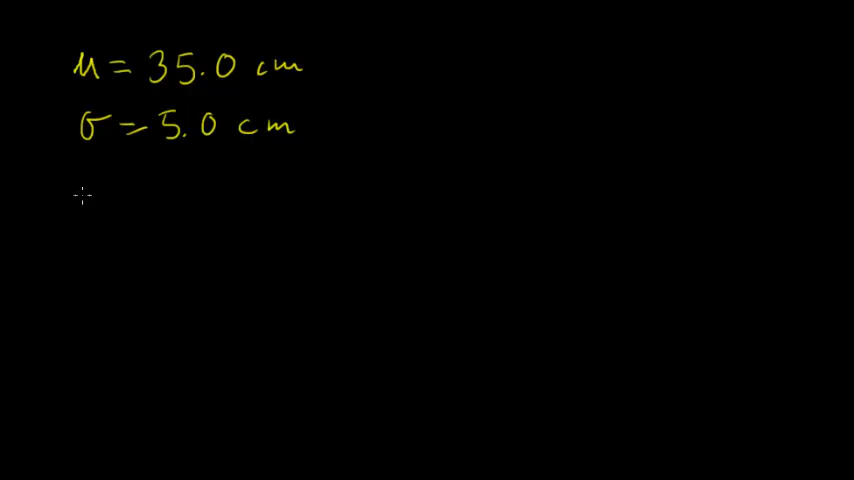 μ = 35.0 cm
σ = 5.0 cm